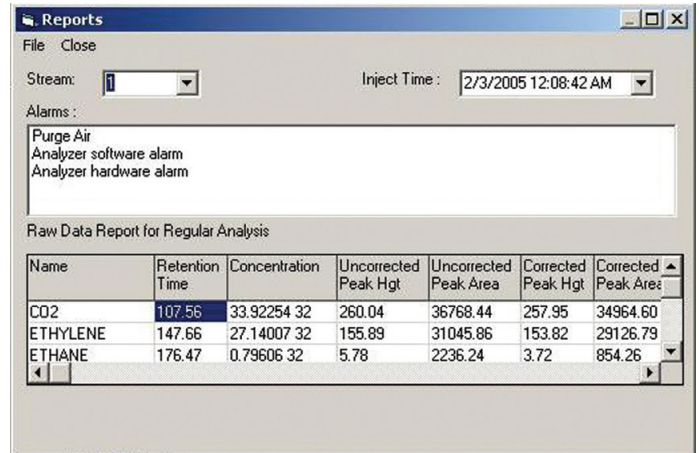 Reports
File Close
Stream: 1 Inject Time : 2/3/2005 12:08:42 AM
Alarms :
Purge Air
Analyzer software alarm
Analyzer hardware alarm
Raw Data Report for Regular Analysis
Name Retention Time Concentration Uncorrected Peak Hgt Uncorrected Peak Area Corrected Peak Hgt Corrected Peak Area
CO2 107.56 33.92254 32 260.04 36768.44 257.95 34964.60
ETHYLENE 147.66 27.14007 32 155.89 31045.86 153.82 29126.79
ETHANE 176.47 0.79606 32 5.78 2236.24 3.72 854.26